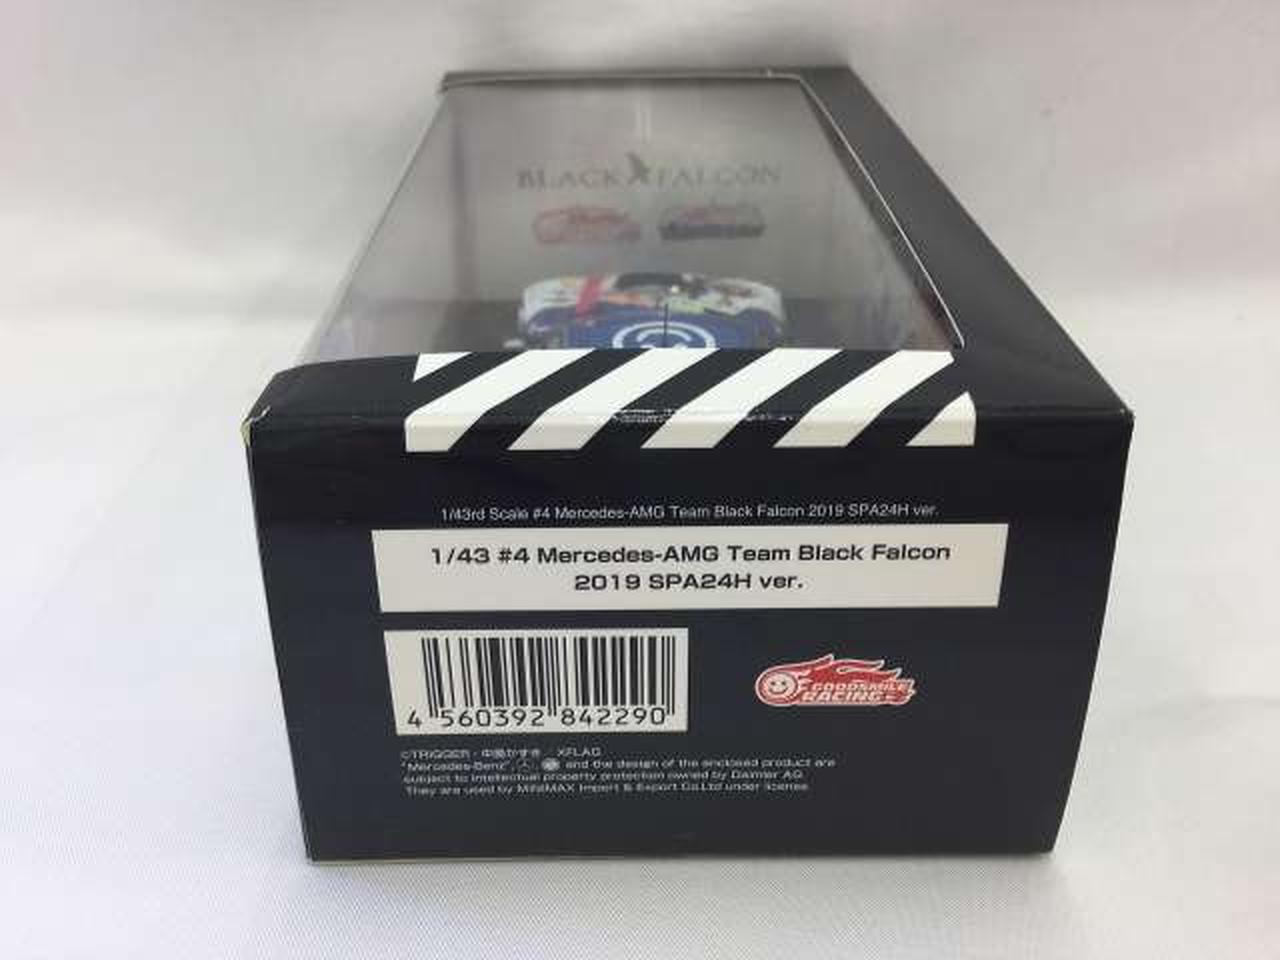 BLACK FALCON
1/43rd Scale #4 Mercedes-AMG Team Black Falcon 2019 SPA24H ver.
1/43 #4 Mercedes-AMG Team Black Falcon
2019 SPA24H ver.
4 560392 842290
GOODSMILE
RACING
©TRIGGER・中島かずき XFLAG
"Mercedes-Benz", and the design of the enclosed product are
subject to intellectual property protection owned by Daimler AG.
They are used by MINIMAX Import & Export Co.Ltd under license.